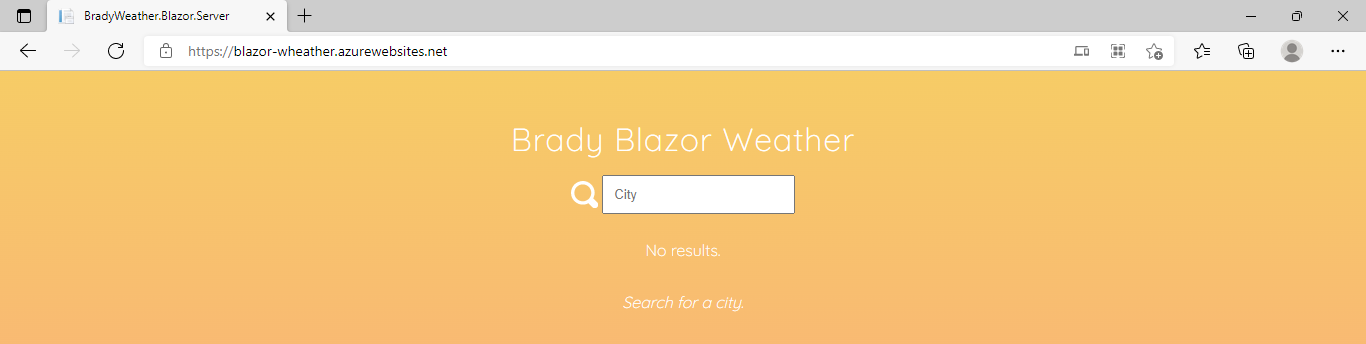 BradyWeather.Blazor.Server
https://blazor-wheather.azurewebsites.net
Brady Blazor Weather
City
No results.
Search for a city.